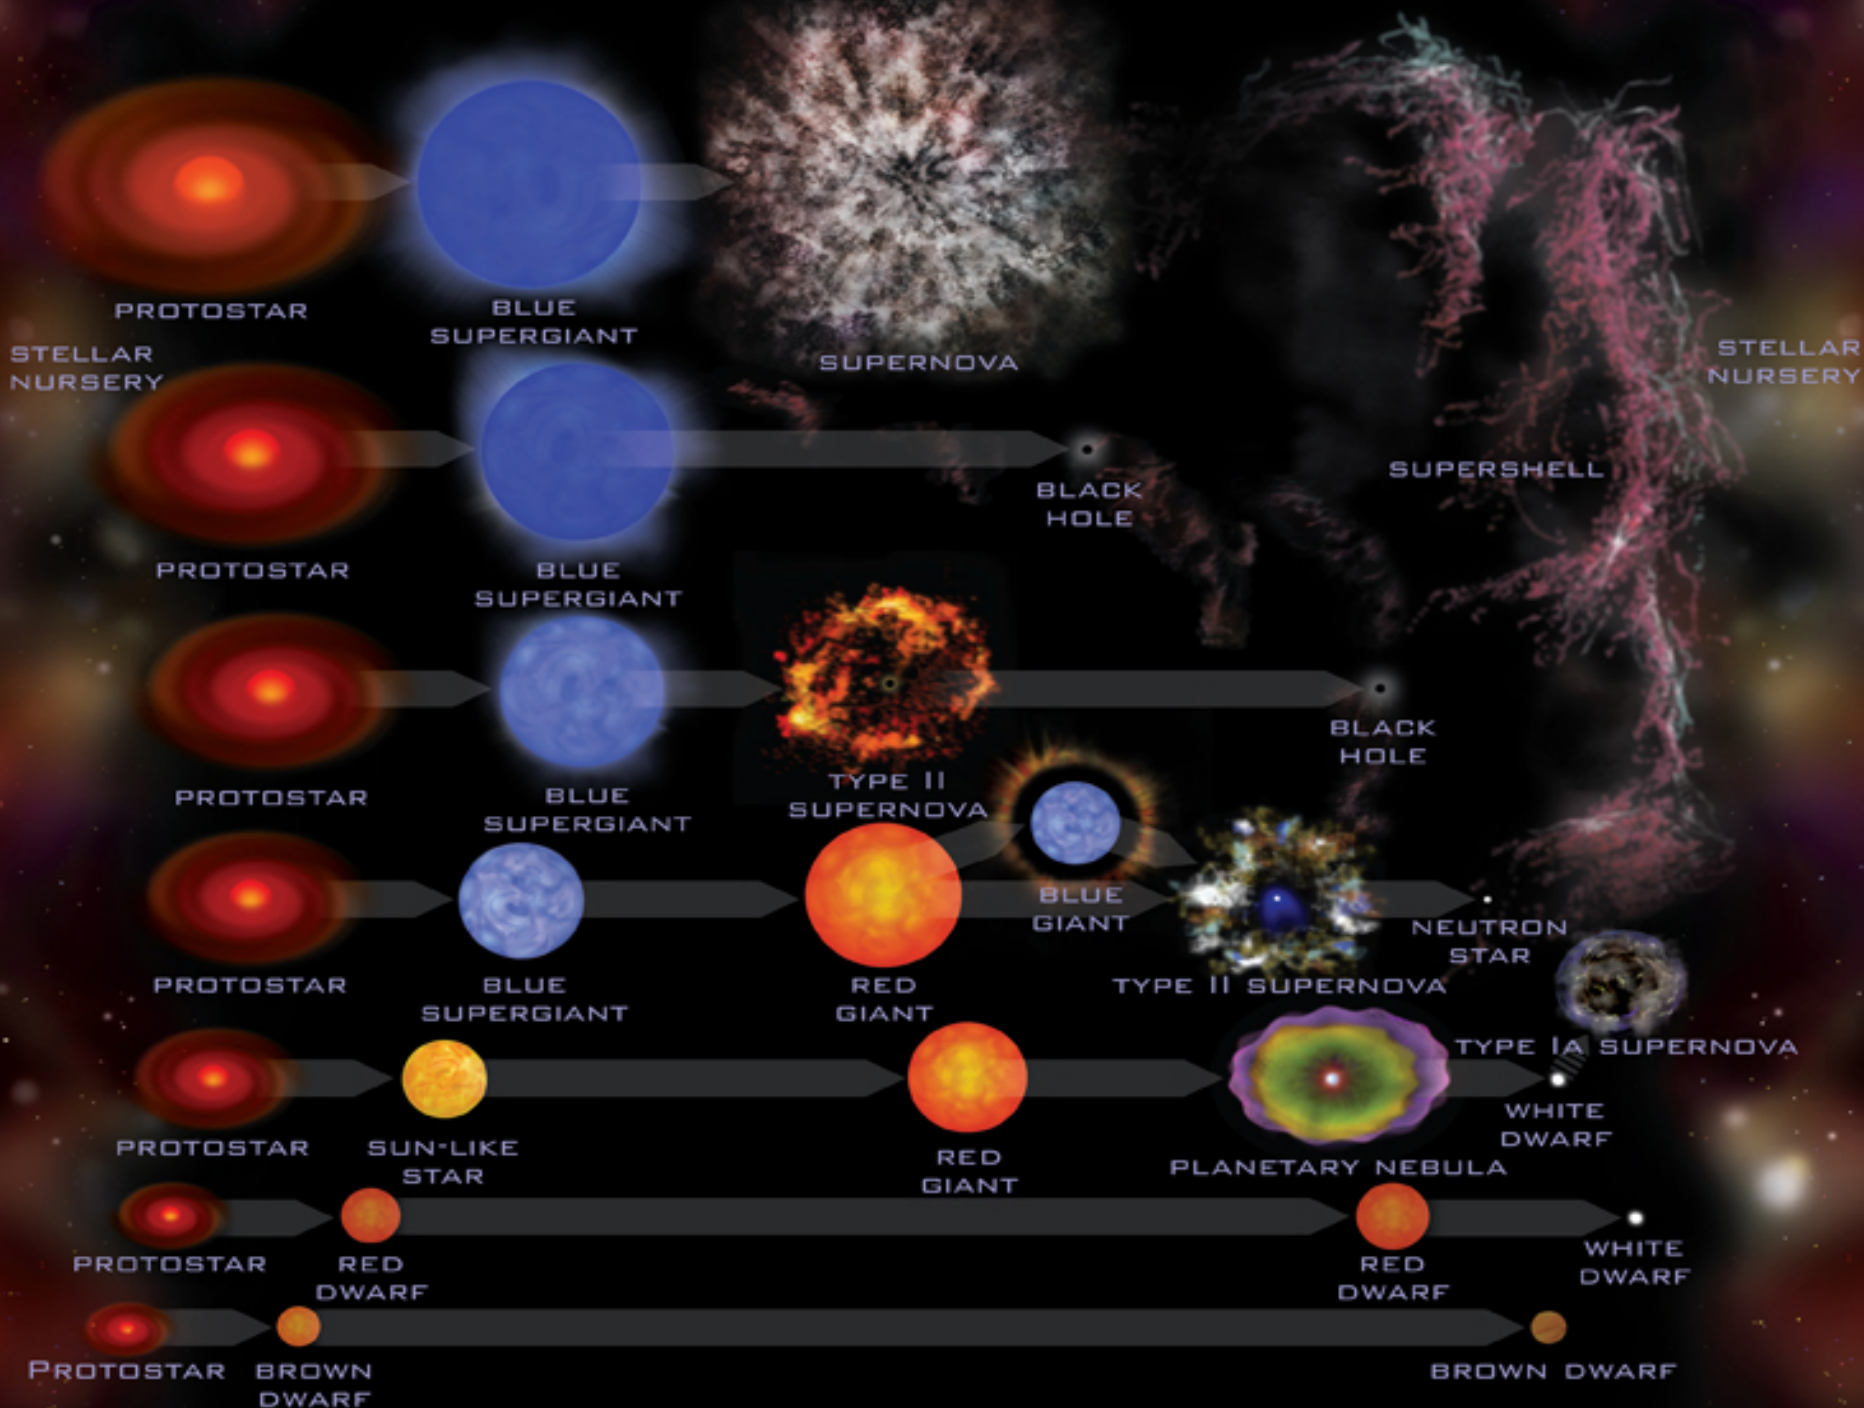 PROTOSTAR
BLUE
SUPERGIANT
SUPERNOVA
STELLAR
NURSERY
STELLAR
NURSERY
SUPERSHELL
PROTOSTAR
BLUE
SUPERGIANT
BLACK
HOLE
PROTOSTAR
BLUE
SUPERGIANT
TYPE II
SUPERNOVA
BLACK
HOLE
PROTOSTAR
BLUE
SUPERGIANT
RED
GIANT
BLUE
GIANT
TYPE II SUPERNOVA
NEUTRON
STAR
PROTOSTAR
SUN-LIKE
STAR
RED
GIANT
PLANETARY NEBULA
TYPE IA SUPERNOVA
WHITE
DWARF
PROTOSTAR
RED
DWARF
RED
DWARF
WHITE
DWARF
PROTOSTAR
BROWN
DWARF
BROWN DWARF